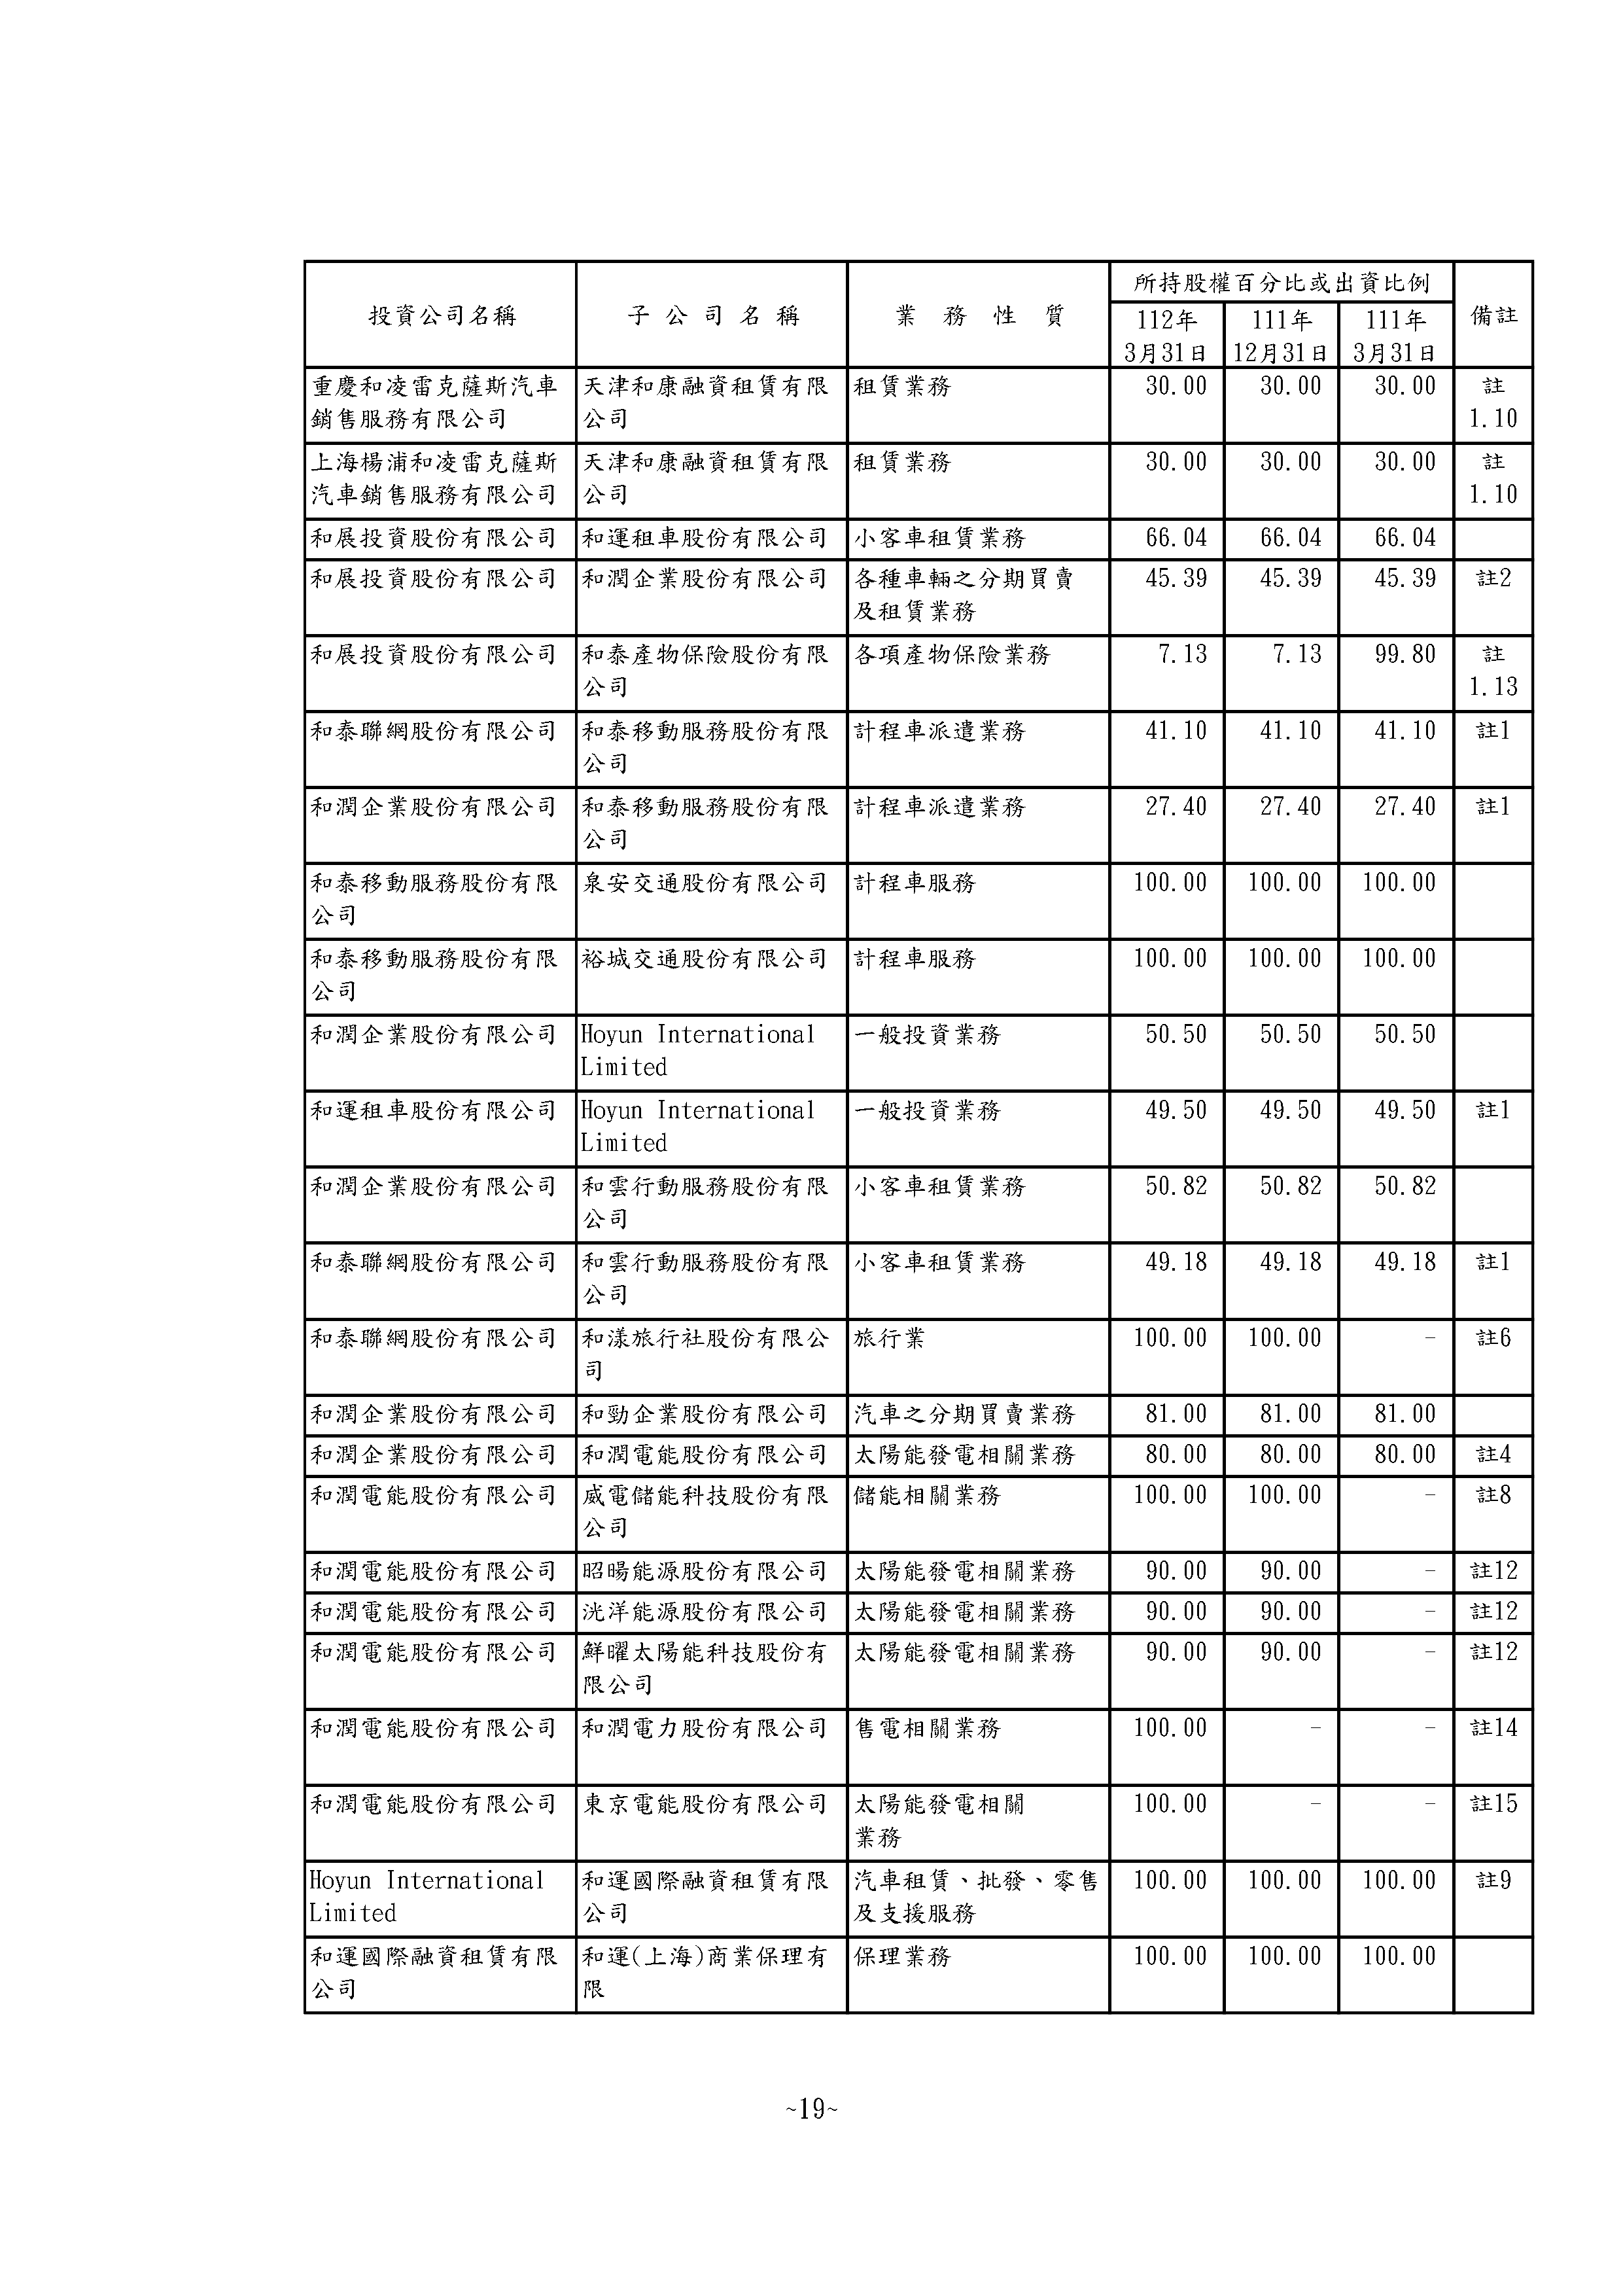 所持股權百分比或出資比例
投資公司名稱 子公司名稱 業務性質 備註
112年 111年 111年
3月31日 12月31日 3月31日
重慶和凌雷克薩斯汽車 天津和康融資租賃有限 租賃業務 30.00 30.00 30.00 註
銷售服務有限公司 公司 1.10
上海楊浦和凌雷克薩斯 天津和康融資租賃有限 租賃業務 30.00 30.00 30.00 註
汽車銷售服務有限公司 公司 1.10
和展投資股份有限公司 和運租車股份有限公司 小客車租賃業務 66.04 66.04 66.04
和展投資股份有限公司 和潤企業股份有限公司 各種車輛之分期買賣 45.39 45.39 45.39 註2
及租賃業務
和展投資股份有限公司 和泰產物保險股份有限 各項產物保險業務 7.13 7.13 99.80 註
公司 1.13
和泰聯網股份有限公司 和泰移動服務股份有限 計程車派遣業務 41.10 41.10 41.10 註1
公司
和潤企業股份有限公司 和泰移動服務股份有限 計程車派遣業務 27.40 27.40 27.40 註1
公司
和泰移動服務股份有限 泉安交通股份有限公司 計程車服務 100.00 100.00 100.00
公司
和泰移動服務股份有限 裕城交通股份有限公司 計程車服務 100.00 100.00 100.00
公司
和潤企業股份有限公司 Hoyun International 一般投資業務 50.50 50.50 50.50
Limited
和運租車股份有限公司 Hoyun International 一般投資業務 49.50 49.50 49.50 註1
Limited
和潤企業股份有限公司 和雲行動服務股份有限 小客車租賃業務 50.82 50.82 50.82
公司
和泰聯網股份有限公司 和雲行動服務股份有限 小客車租賃業務 49.18 49.18 49.18 註1
公司
和泰聯網股份有限公司 和漾旅行社股份有限公 旅行業 100.00 100.00 - 註6
司
和潤企業股份有限公司 和勁企業股份有限公司 汽車之分期買賣業務 81.00 81.00 81.00
和潤企業股份有限公司 和潤電能股份有限公司 太陽能發電相關業務 80.00 80.00 80.00 註4
和潤電能股份有限公司 威電儲能科技股份有限 儲能相關業務 100.00 100.00 - 註8
公司
和潤電能股份有限公司 昭暘能源股份有限公司 太陽能發電相關業務 90.00 90.00 - 註12
和潤電能股份有限公司 洸洋能源股份有限公司 太陽能發電相關業務 90.00 90.00 - 註12
和潤電能股份有限公司 鮮曜太陽能科技股份有 太陽能發電相關業務 90.00 90.00 - 註12
限公司
和潤電能股份有限公司 和潤電力股份有限公司 售電相關業務 100.00 - - 註14
和潤電能股份有限公司 東京電能股份有限公司 太陽能發電相關 100.00 - - 註15
業務
Hoyun International 和運國際融資租賃有限 汽車租賃、批發、零售 100.00 100.00 100.00 註9
Limited 公司 及支援服務
和運國際融資租賃有限 和運(上海)商業保理有 保理業務 100.00 100.00 100.00
公司 限
~19~